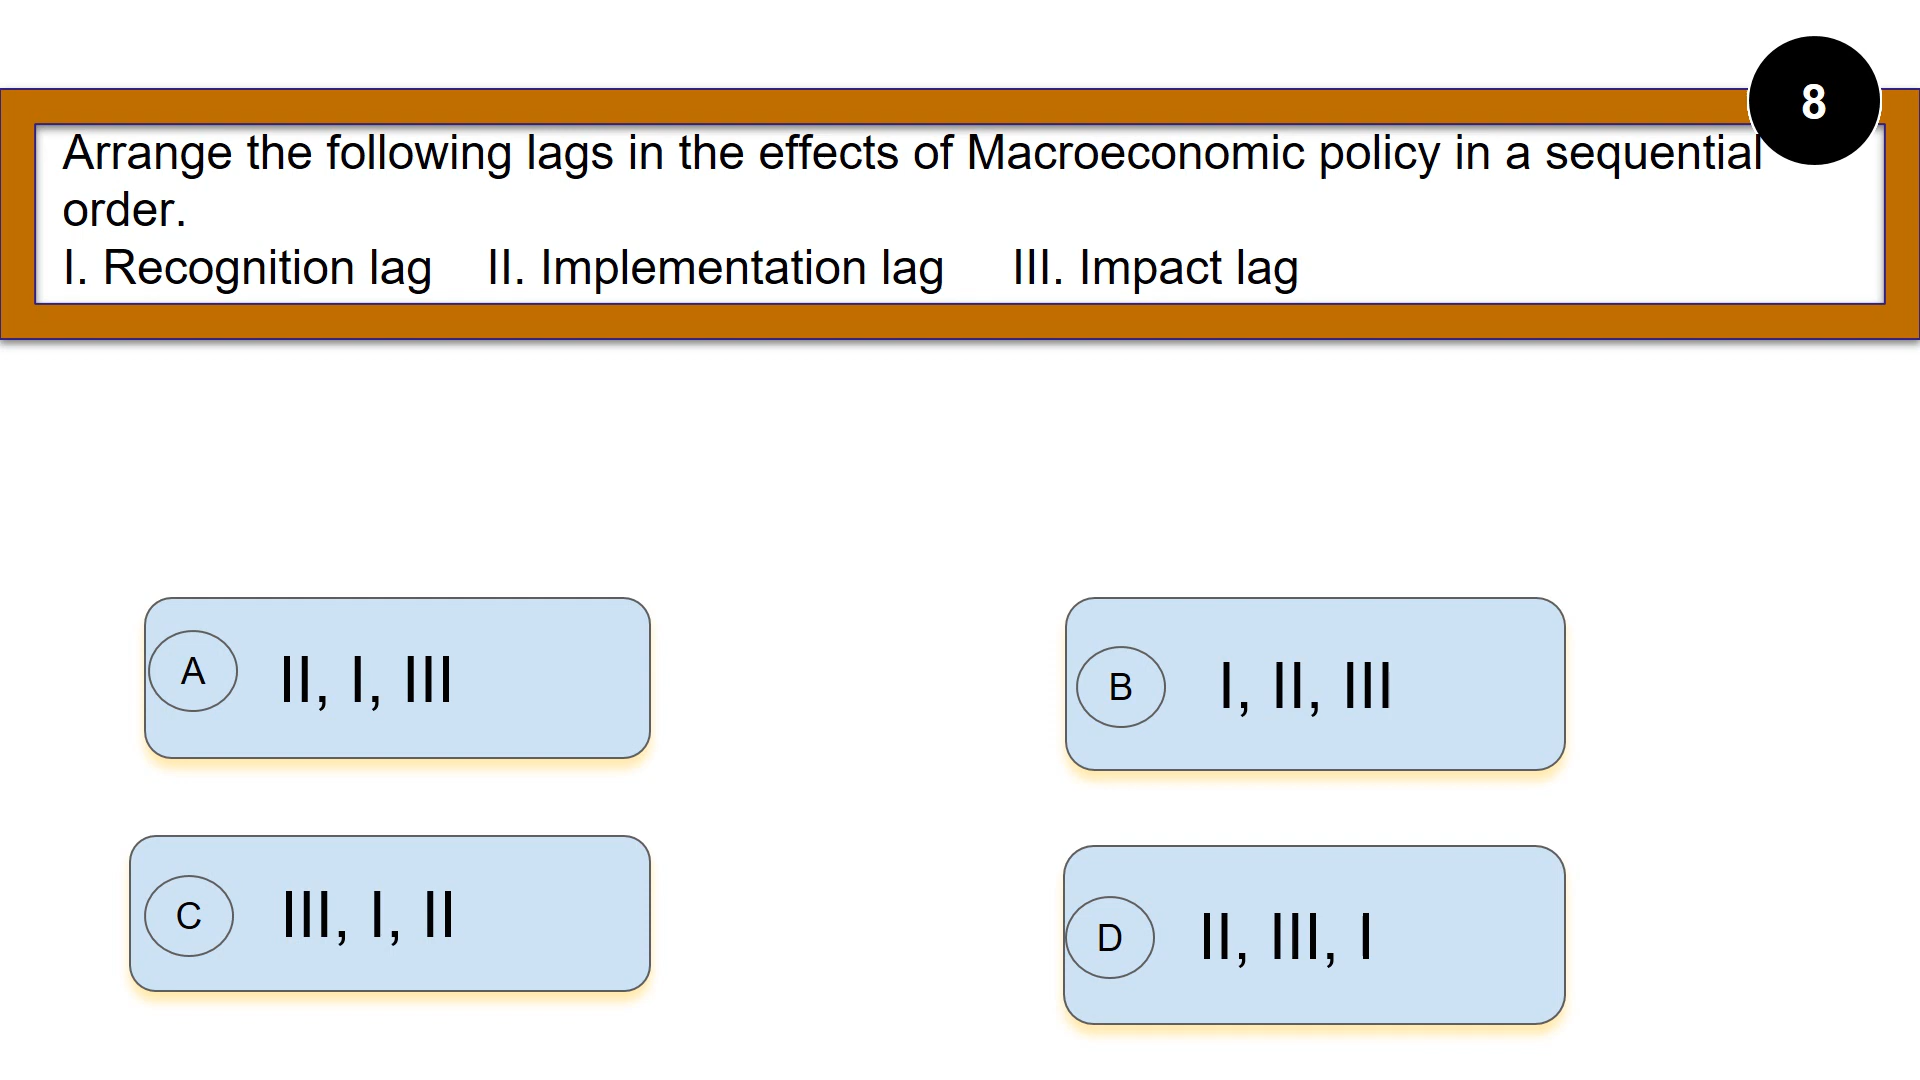 8
Arrange the following lags in the effects of Macroeconomic policy in a sequential
order.
I. Recognition lag II. Implementation lag III. Impact lag
A II, I, III
B I, II, III
C III, I, II
D II, III, I